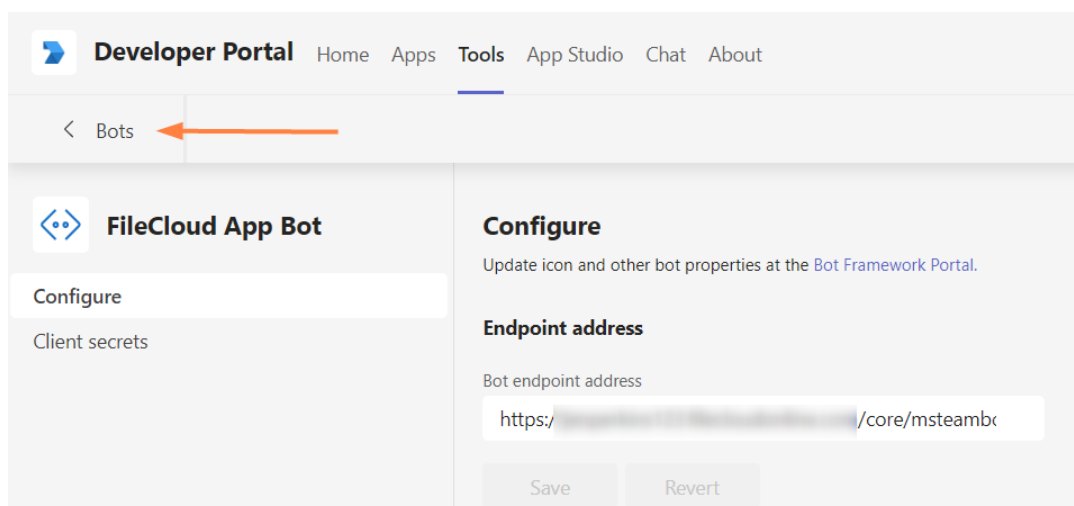 Developer Portal Home Apps Tools App Studio Chat About
Bots
FileCloud App Bot
Configure
Client secrets
Configure
Update icon and other bot properties at the Bot Framework Portal.
Endpoint address
Bot endpoint address
https:/ /core/msteambo
Save Revert